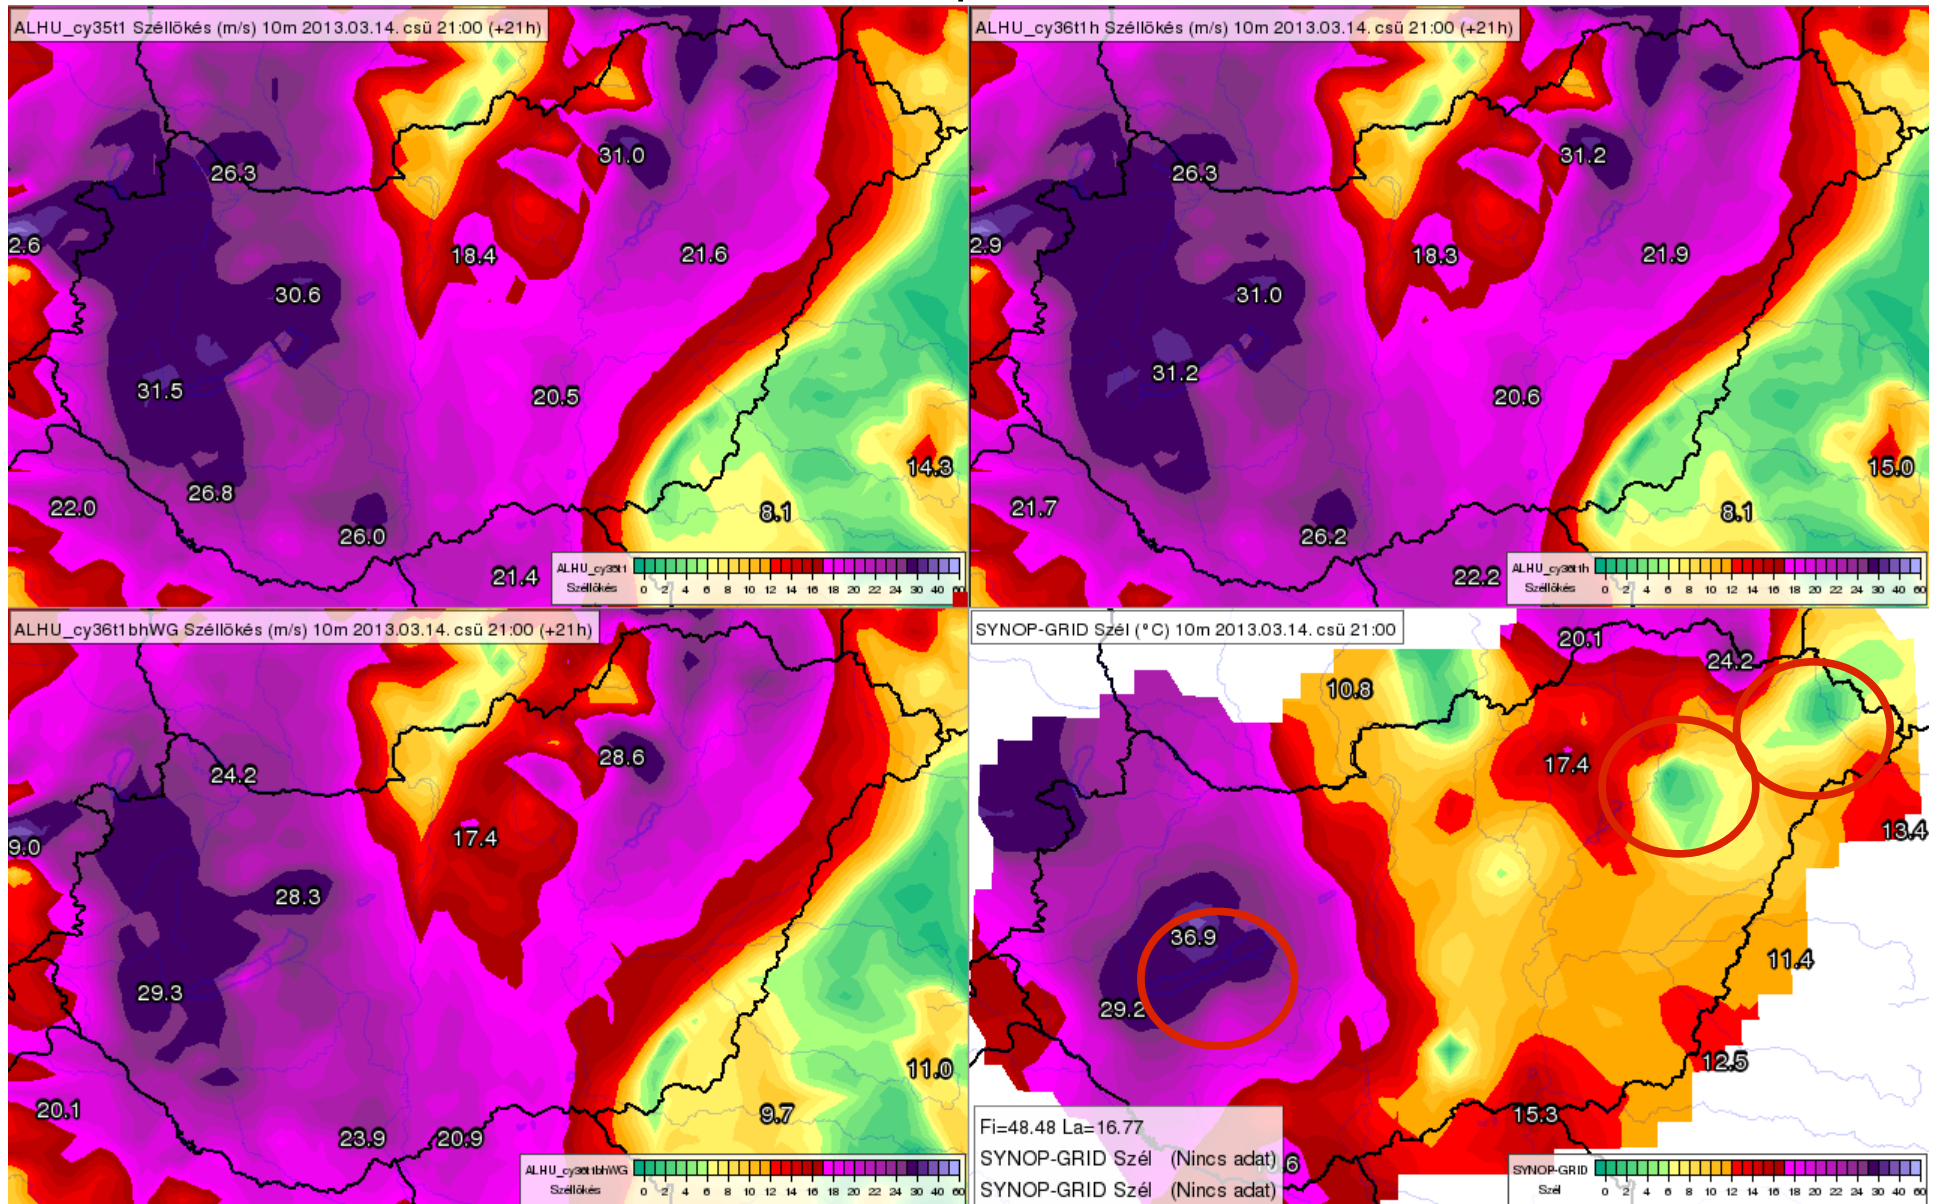 ALHU_cy35t1 Széllökés (m/s) 10m 2013.03.14. csü 21:00 (+21h)
26.3
31.0
2.6
18.4
21.6
30.6
31.5
20.5
14.3
26.8
22.0
8.1
26.0
21.4
ALHU_cy35t1
Széllökés
0 2 4 6 8 10 12 14 16 18 20 22 24 30 40 60
ALHU_cy36t1h Széllökés (m/s) 10m 2013.03.14. csü 21:00 (+21h)
31.2
26.3
2.9
18.3
21.9
31.0
31.2
20.6
15.0
21.7
8.1
26.2
22.2
ALHU_cy36t1h
Széllökés
0 2 4 6 8 10 12 14 16 18 20 22 24 30 40 60
ALHU_cy36t1bhWG Széllökés (m/s) 10m 2013.03.14. csü 21:00 (+21h)
28.6
24.2
9.0
17.4
28.3
29.3
11.0
20.1
9.7
23.9
20.9
ALHU_cy36t1bhWG
Széllökés
0 2 4 6 8 10 12 14 16 18 20 22 24 30 40 60
SYNOP-GRID Szél (°C) 10m 2013.03.14. csü 21:00
20.1
24.2
10.8
17.4
13.4
36.9
11.4
29.2
12.5
15.3
Fi=48.48 La=16.77
SYNOP-GRID Szél (Nincs adat)
.6
SYNOP-GRID Szél (Nincs adat)
SYNOP-GRID
Szél
0 2 4 6 8 10 12 14 16 18 20 22 24 30 40 60